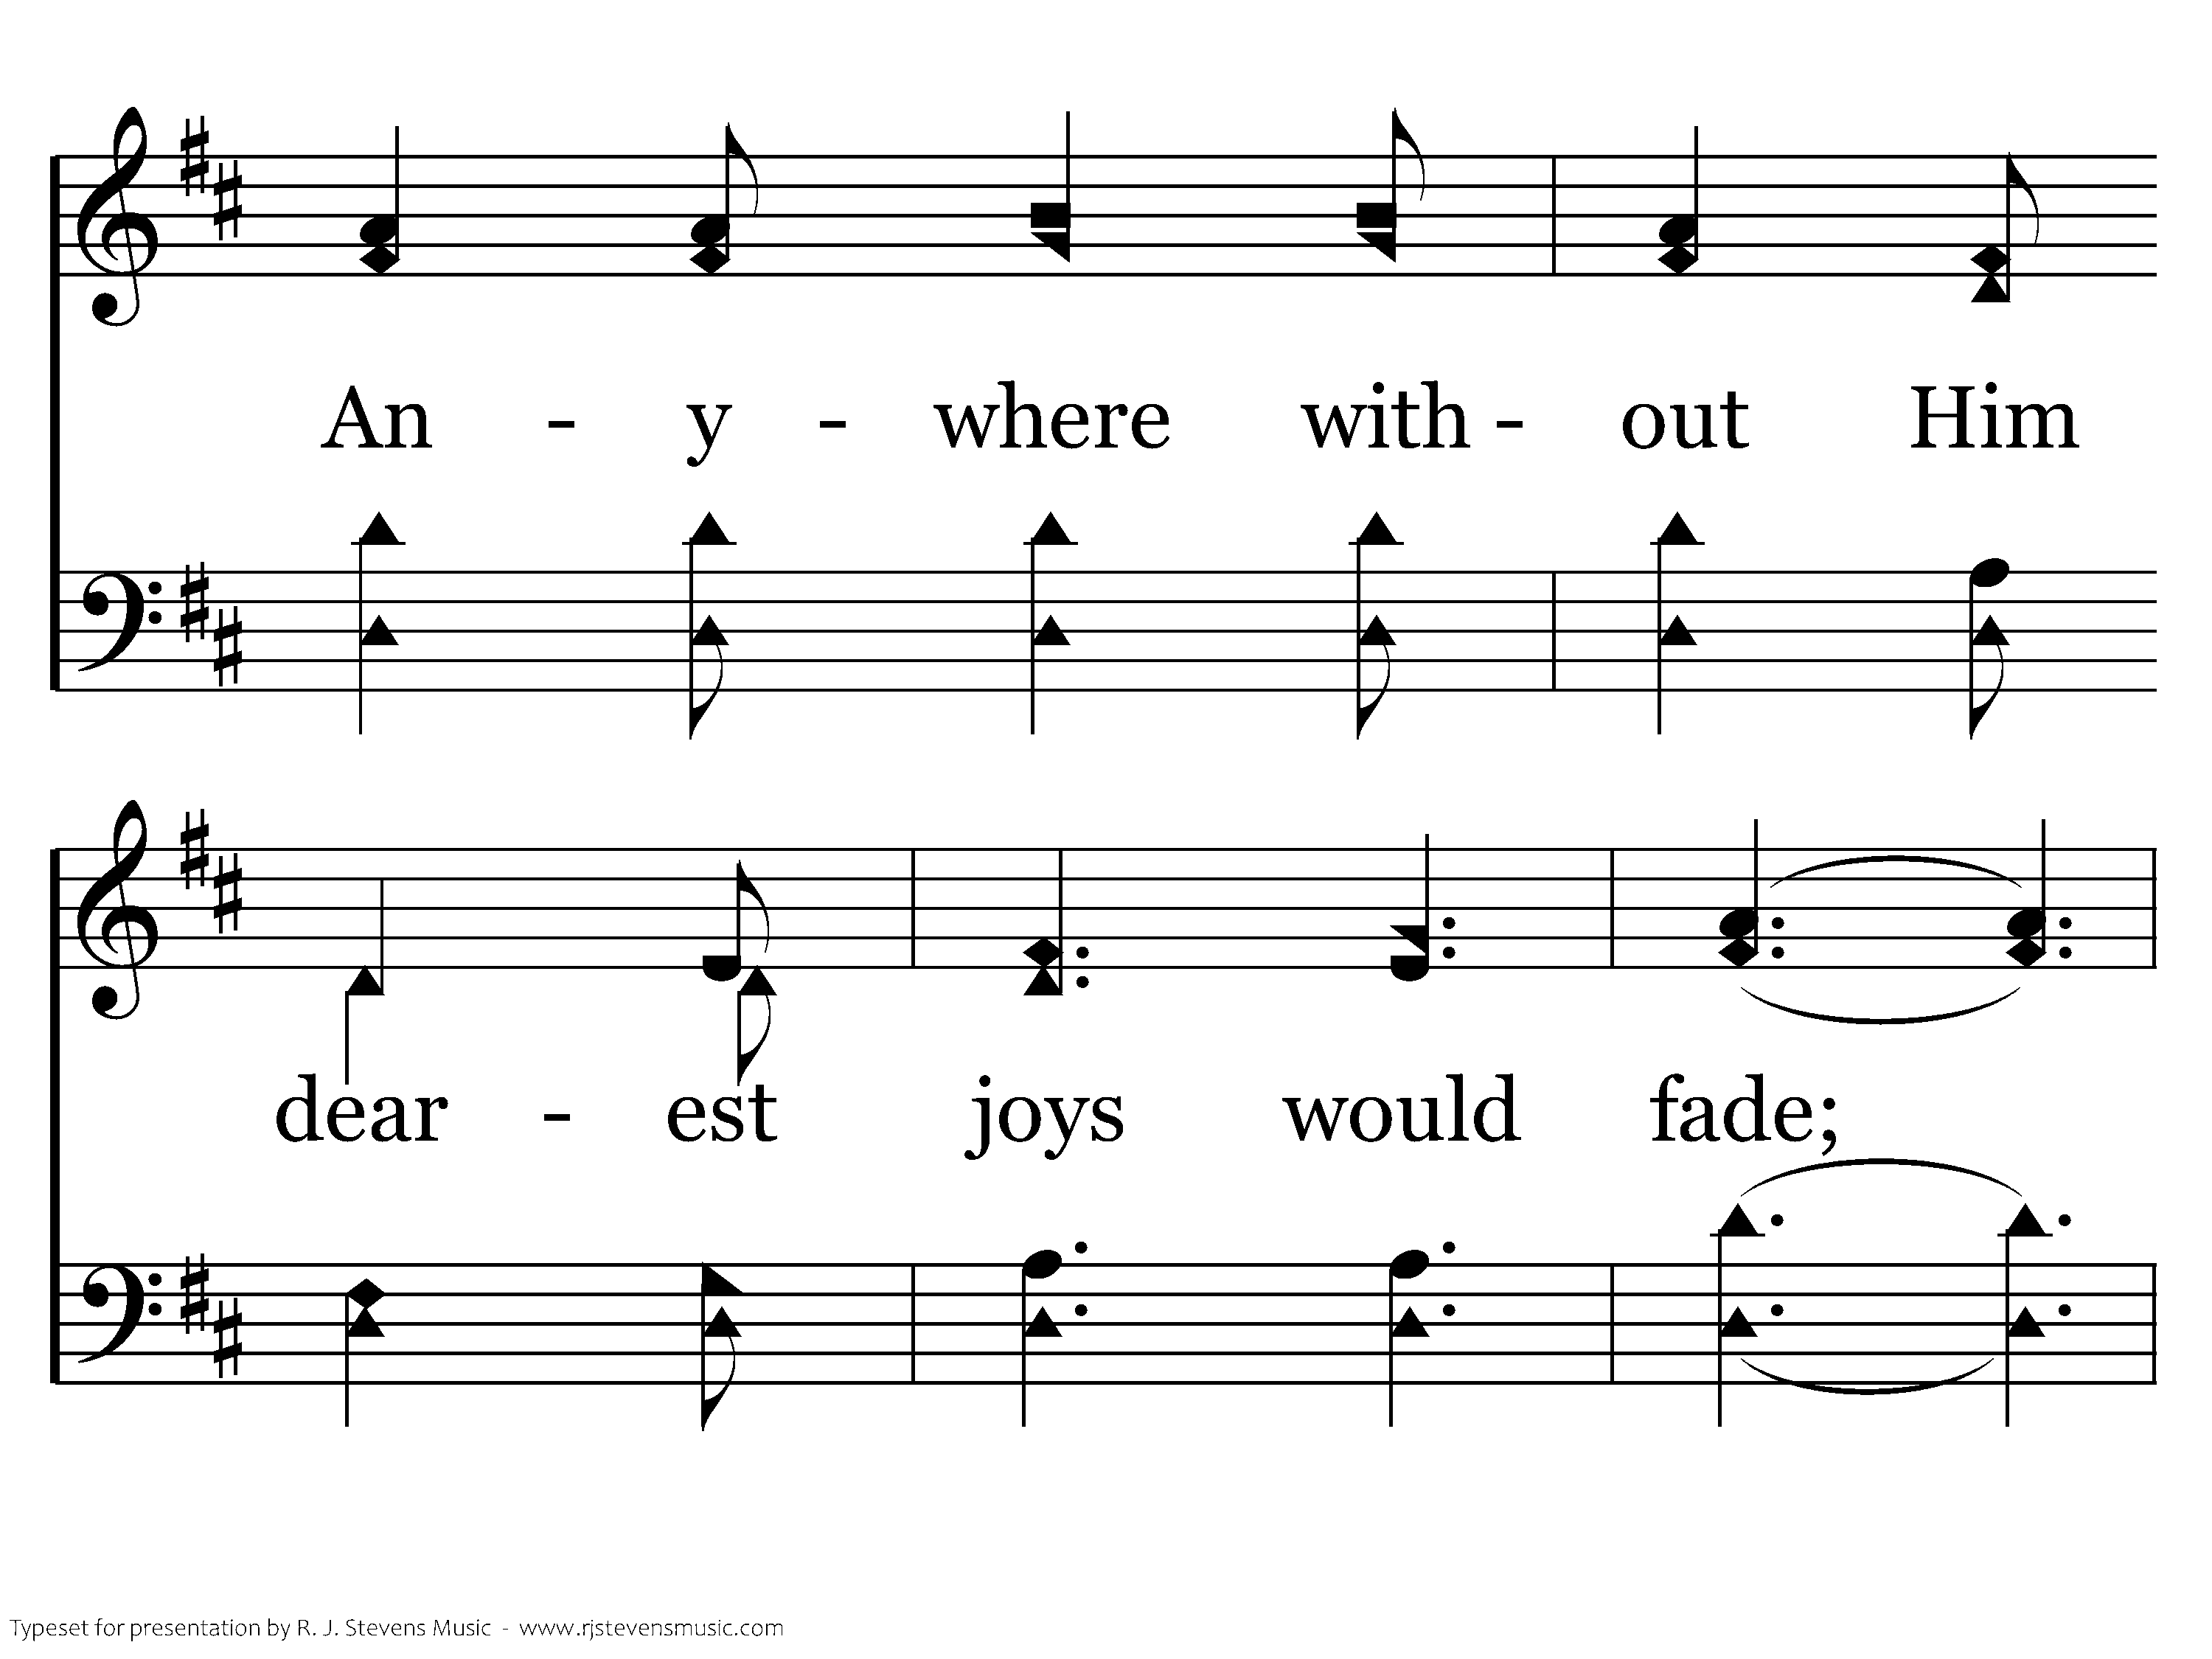 An - y - where with - out Him
dear - est joys would fade;
Typeset for presentation by R. J. Stevens Music - www.rjstevensmusic.com